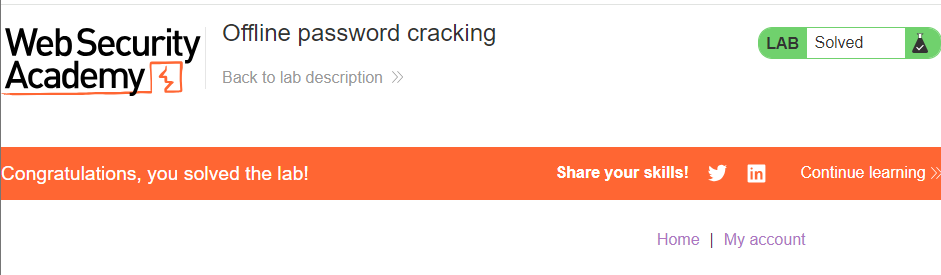 Web Security
Academy
Offline password cracking
Back to lab description
LAB Solved
Congratulations, you solved the lab!
Share your skills!
Continue learning
Home | My account